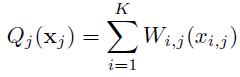 Q_j(\mathbf{x}_j) = \sum_{i=1}^{K} W_{i,j}(x_{i,j})